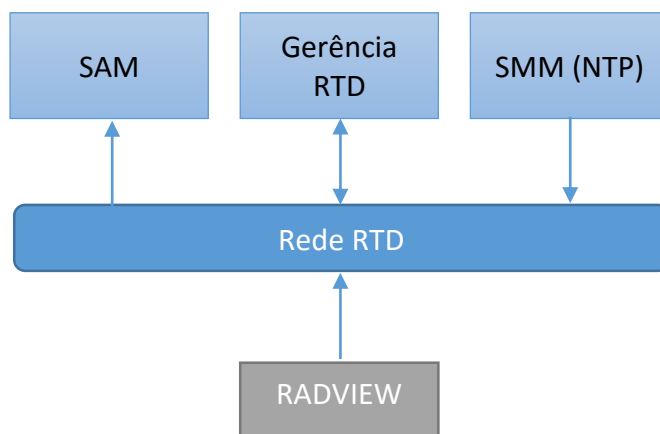 SAM
Gerência
RTD
SMM (NTP)
Rede RTD
RADVIEW